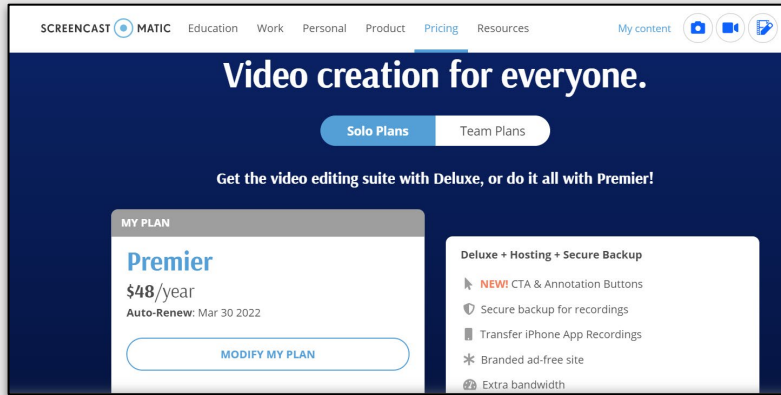 SCREENCAST MATIC Education Work Personal Product Pricing Resources My content
Video creation for everyone.
Solo Plans Team Plans
Get the video editing suite with Deluxe, or do it all with Premier!
MY PLAN
Premier
$48/year
Auto-Renew: Mar 30 2022
MODIFY MY PLAN
Deluxe + Hosting + Secure Backup
NEW! CTA & Annotation Buttons
Secure backup for recordings
Transfer iPhone App Recordings
Branded ad-free site
Extra bandwidth